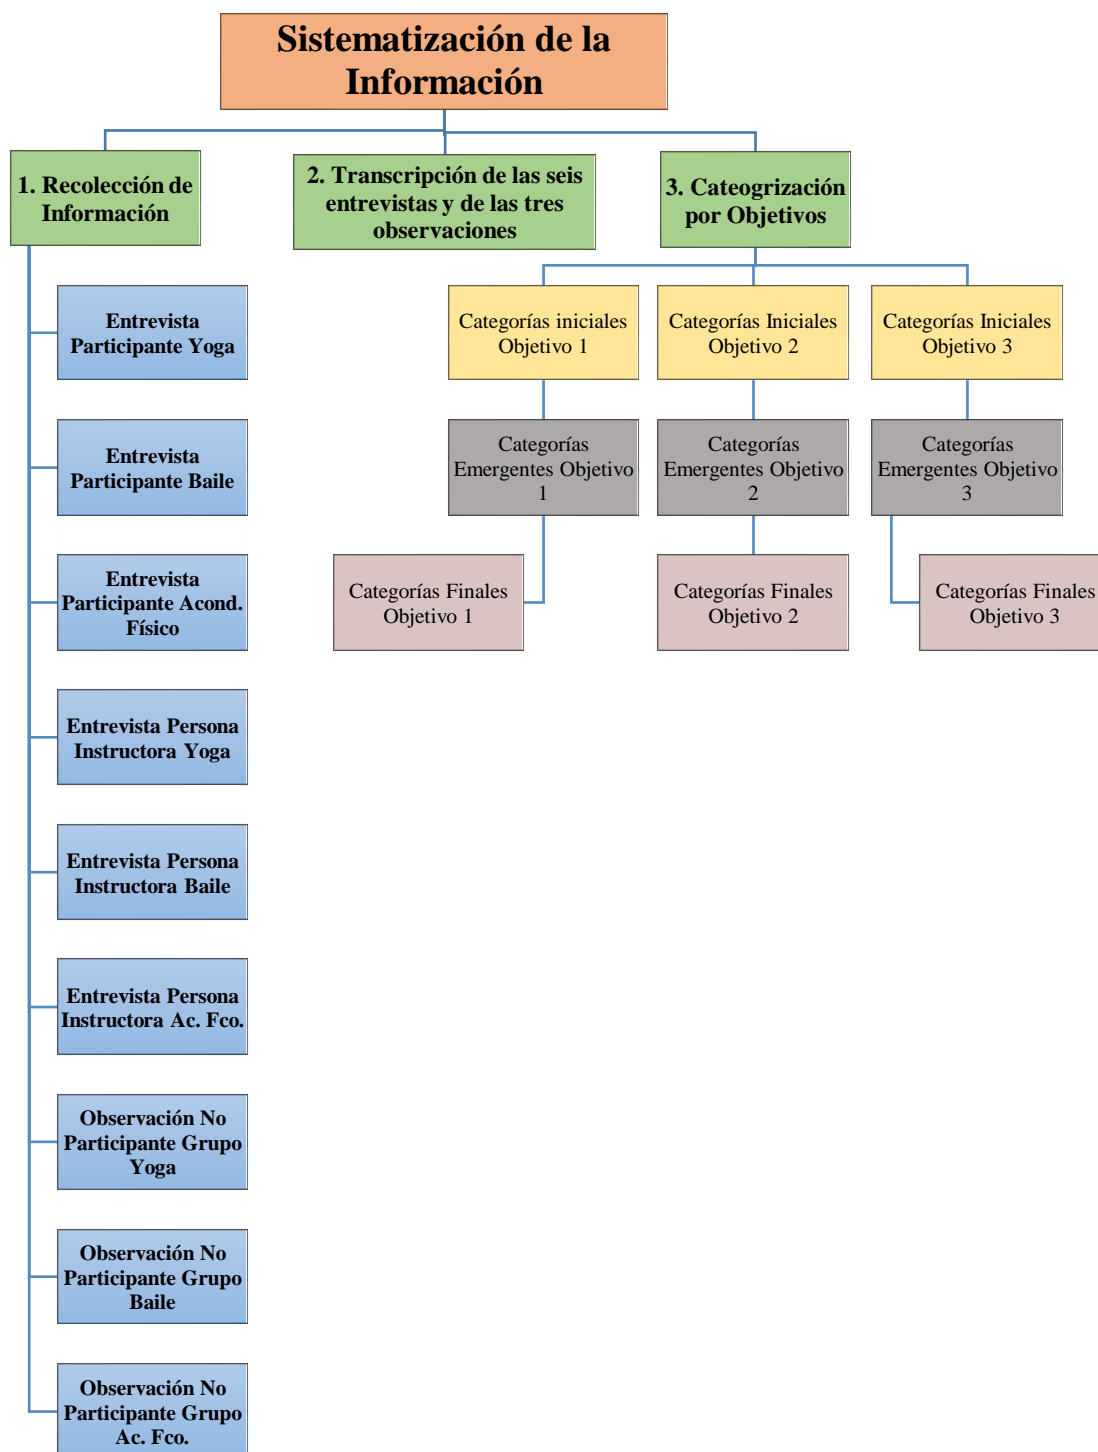 Sistematización de la
Información
1. Recolección de
Información
2. Transcripción de las seis
entrevistas y de las tres
observaciones
3. Cateogrización
por Objetivos
Entrevista
Participante Yoga
Entrevista
Participante Baile
Entrevista
Participante Acond.
Físico
Entrevista Persona
Instructora Yoga
Entrevista Persona
Instructora Baile
Entrevista Persona
Instructora Ac. Fco.
Observación No
Participante Grupo
Yoga
Observación No
Participante Grupo
Baile
Observación No
Participante Grupo
Ac. Fco.
Categorías iniciales
Objetivo 1
Categorías Iniciales
Objetivo 2
Categorías Iniciales
Objetivo 3
Categorías
Emergentes Objetivo
1
Categorías
Emergentes Objetivo
2
Categorías
Emergentes Objetivo
3
Categorías Finales
Objetivo 1
Categorías Finales
Objetivo 2
Categorías Finales
Objetivo 3